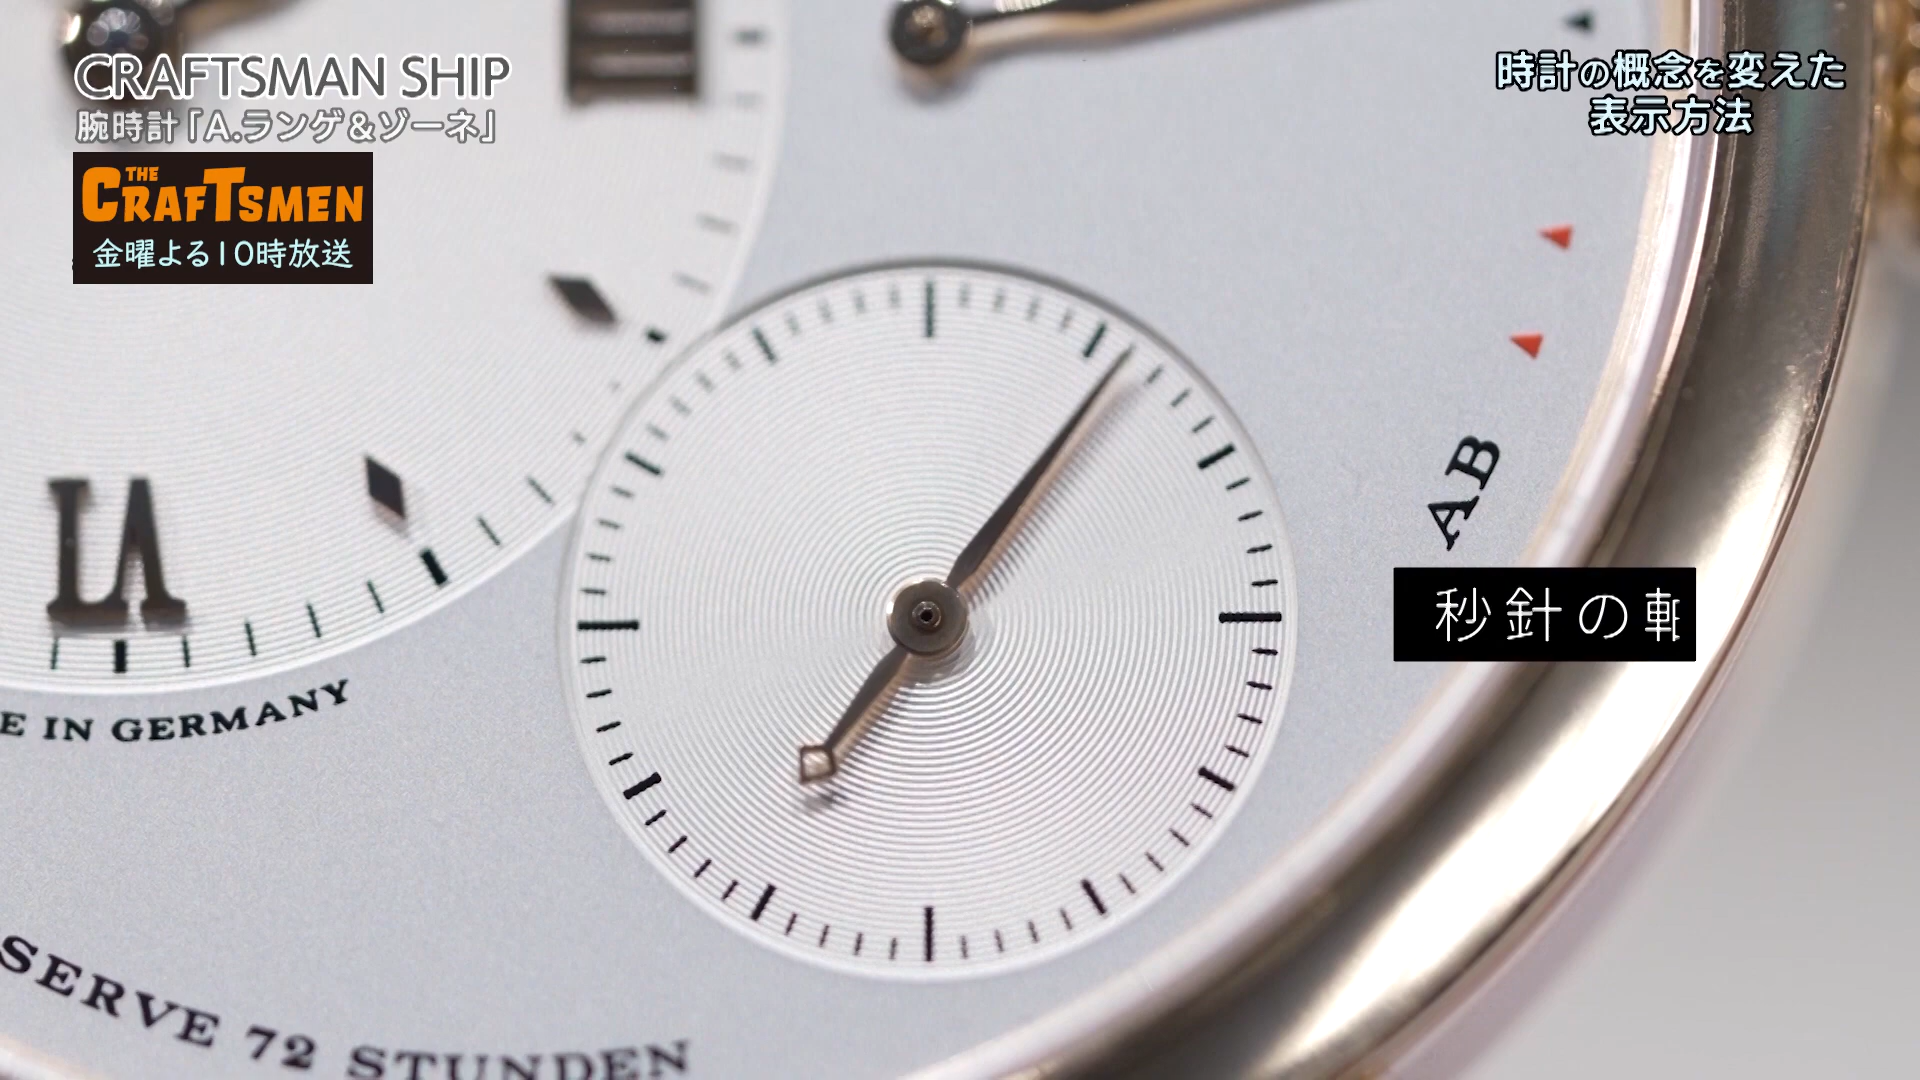 CRAFTSMAN SHIP
腕時計「A.ランゲ&ゾーネ」
THE CRAFTSMEN
金曜よる10時放送
時計の概念を変えた
表示方法
AB
秒針の
VI
IN GERMANY
72 STUNDEN